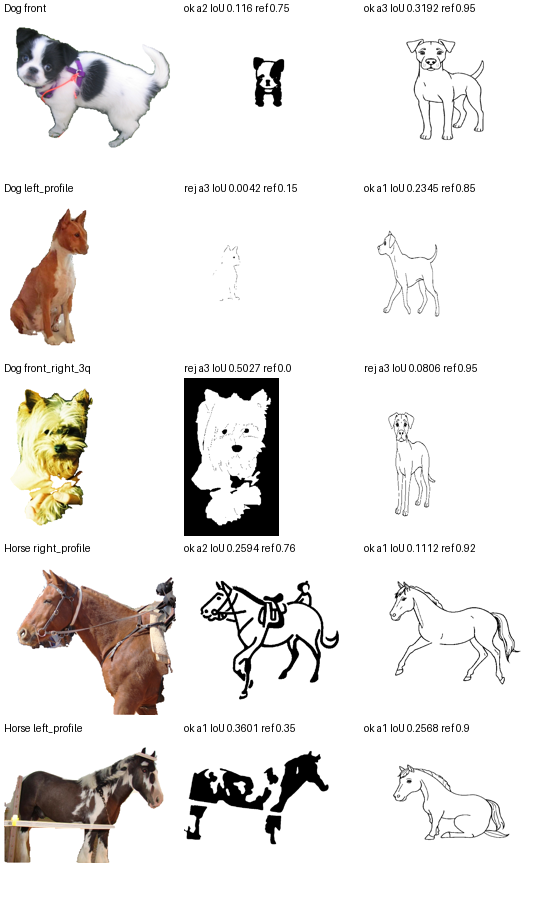 Dog front
ok a2 IoU 0.116 ref 0.75
ok a3 IoU 0.3192 ref 0.95
Dog left_profile
rej a3 IoU 0.0042 ref 0.15
ok a1 IoU 0.2345 ref 0.85
Dog front_right_3q
rej a3 IoU 0.5027 ref 0.0
rej a3 IoU 0.0806 ref 0.95
Horse right_profile
ok a2 IoU 0.2594 ref 0.76
ok a1 IoU 0.1112 ref 0.92
Horse left_profile
ok a1 IoU 0.3601 ref 0.35
ok a1 IoU 0.2568 ref 0.9